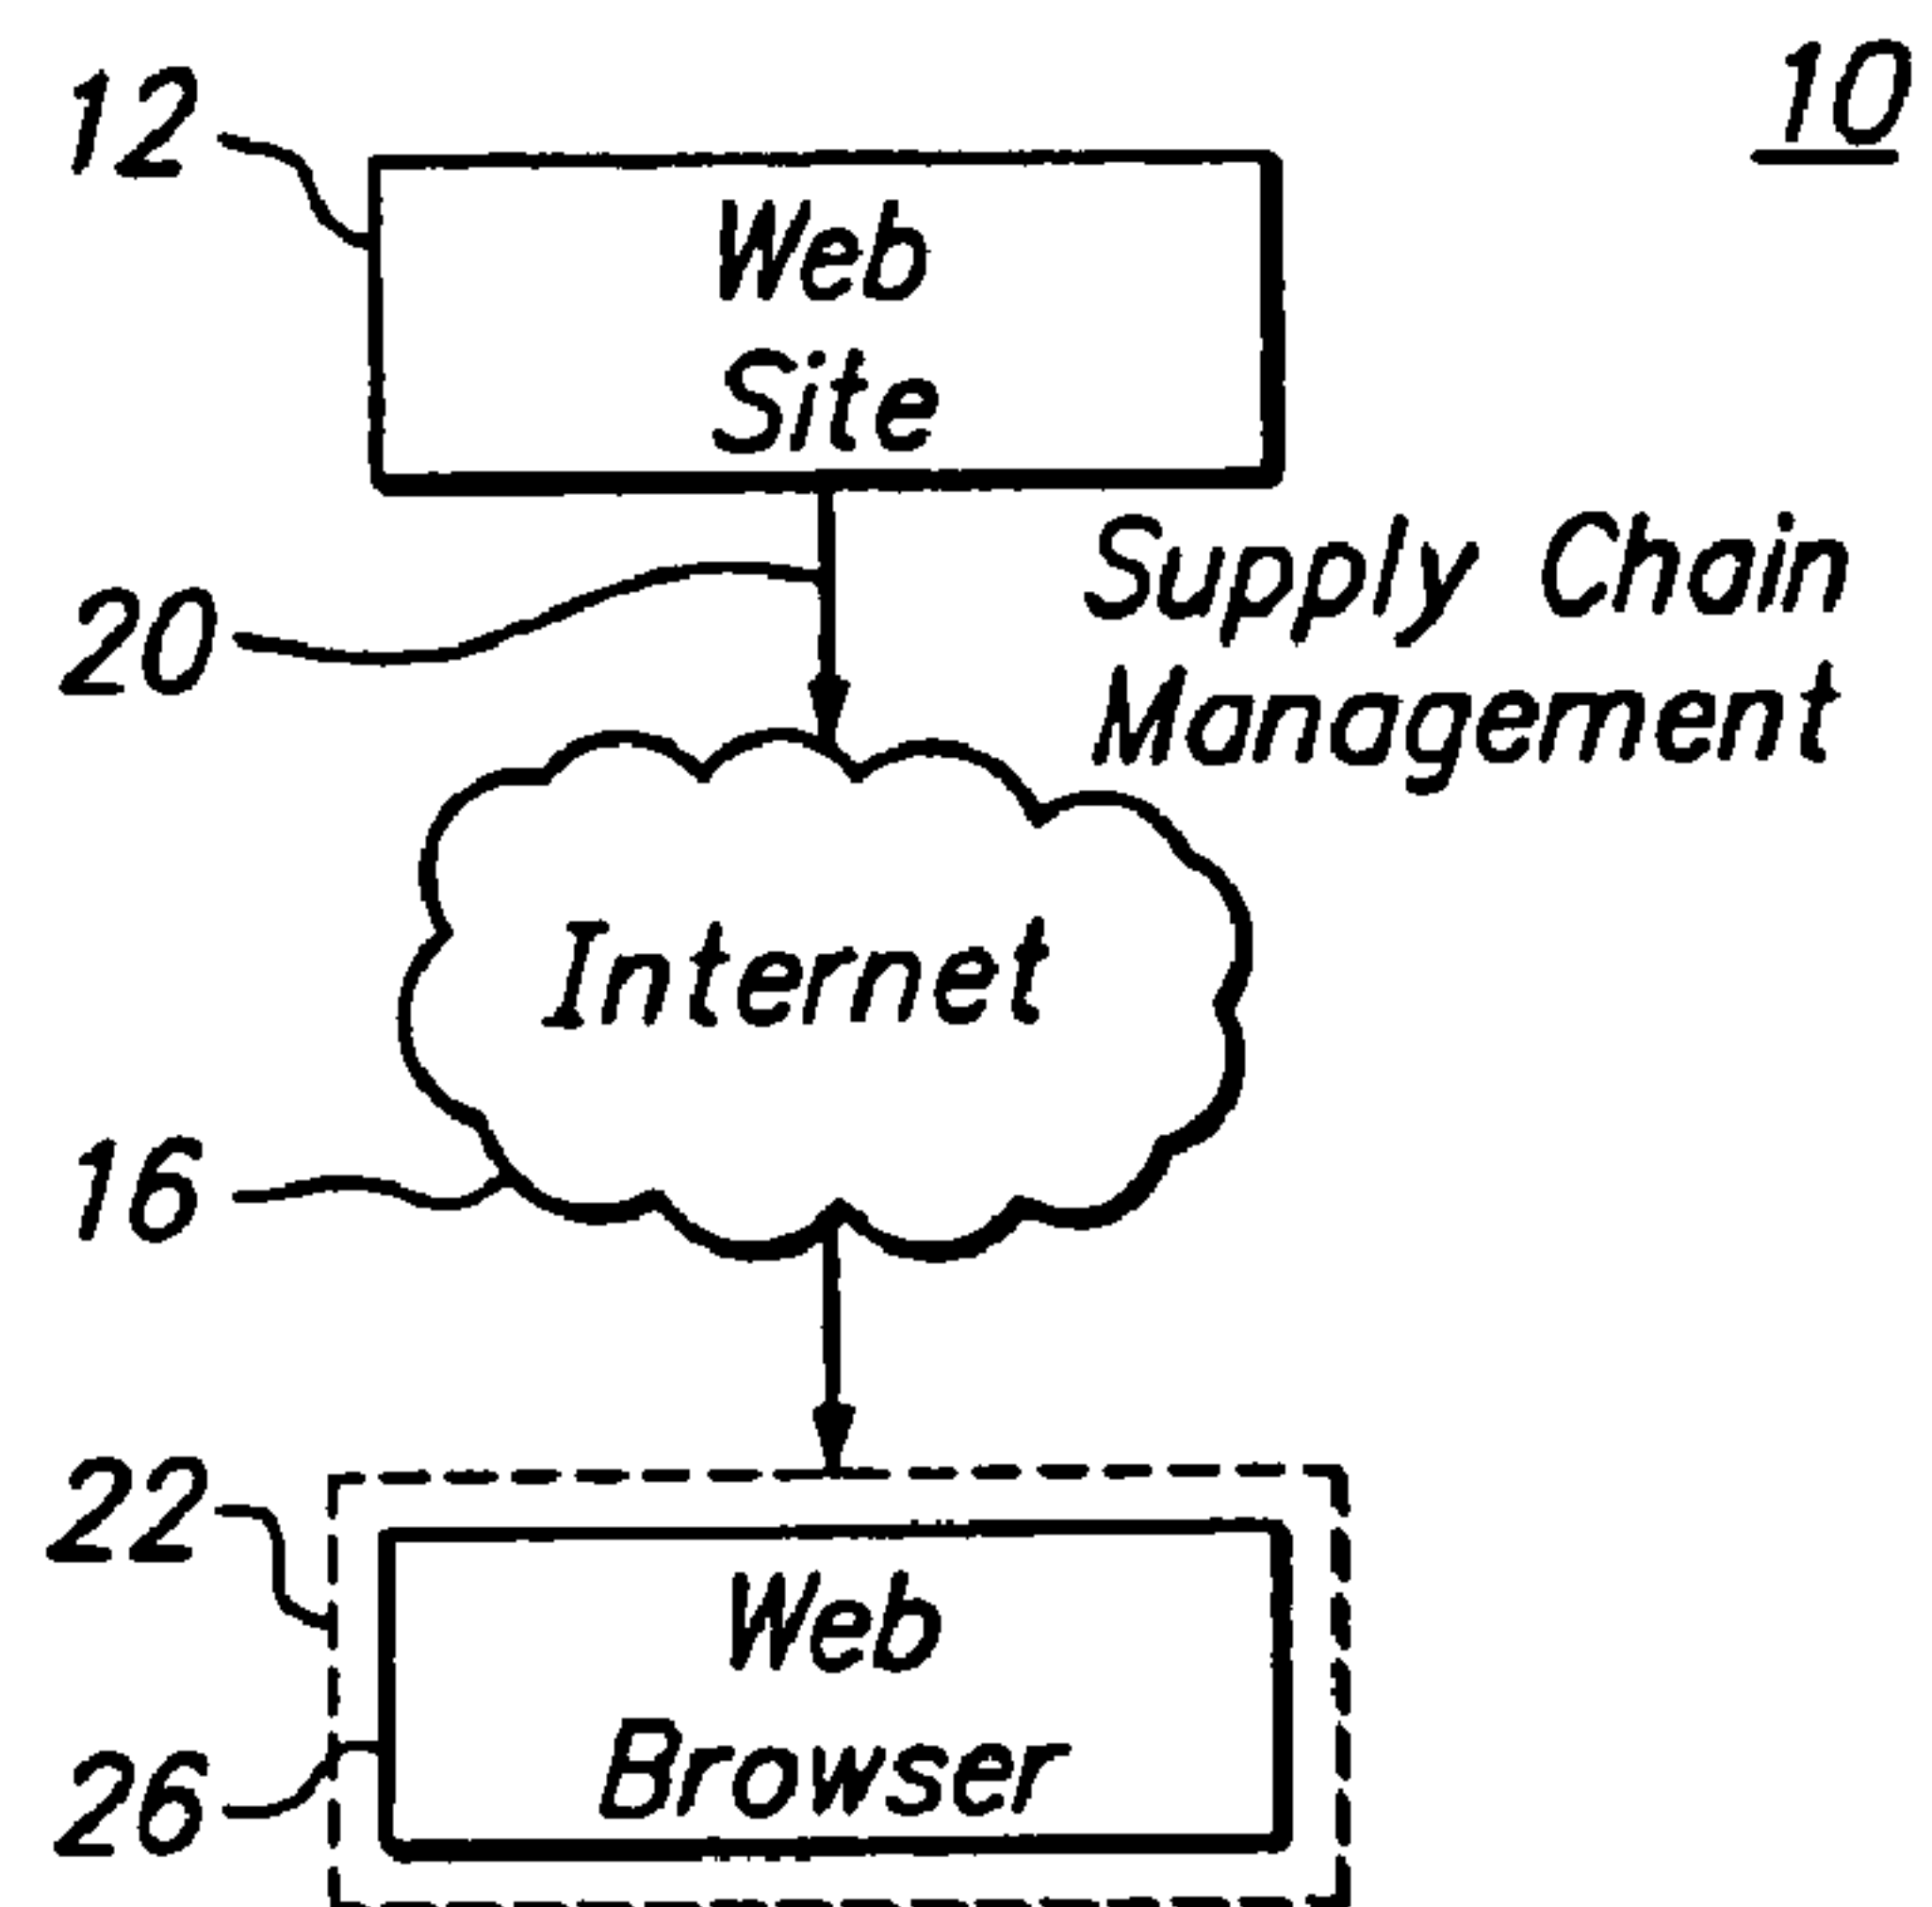 10
12
Web
Site
Supply Chain
Management
20
Internet
16
22
Web
Browser
26